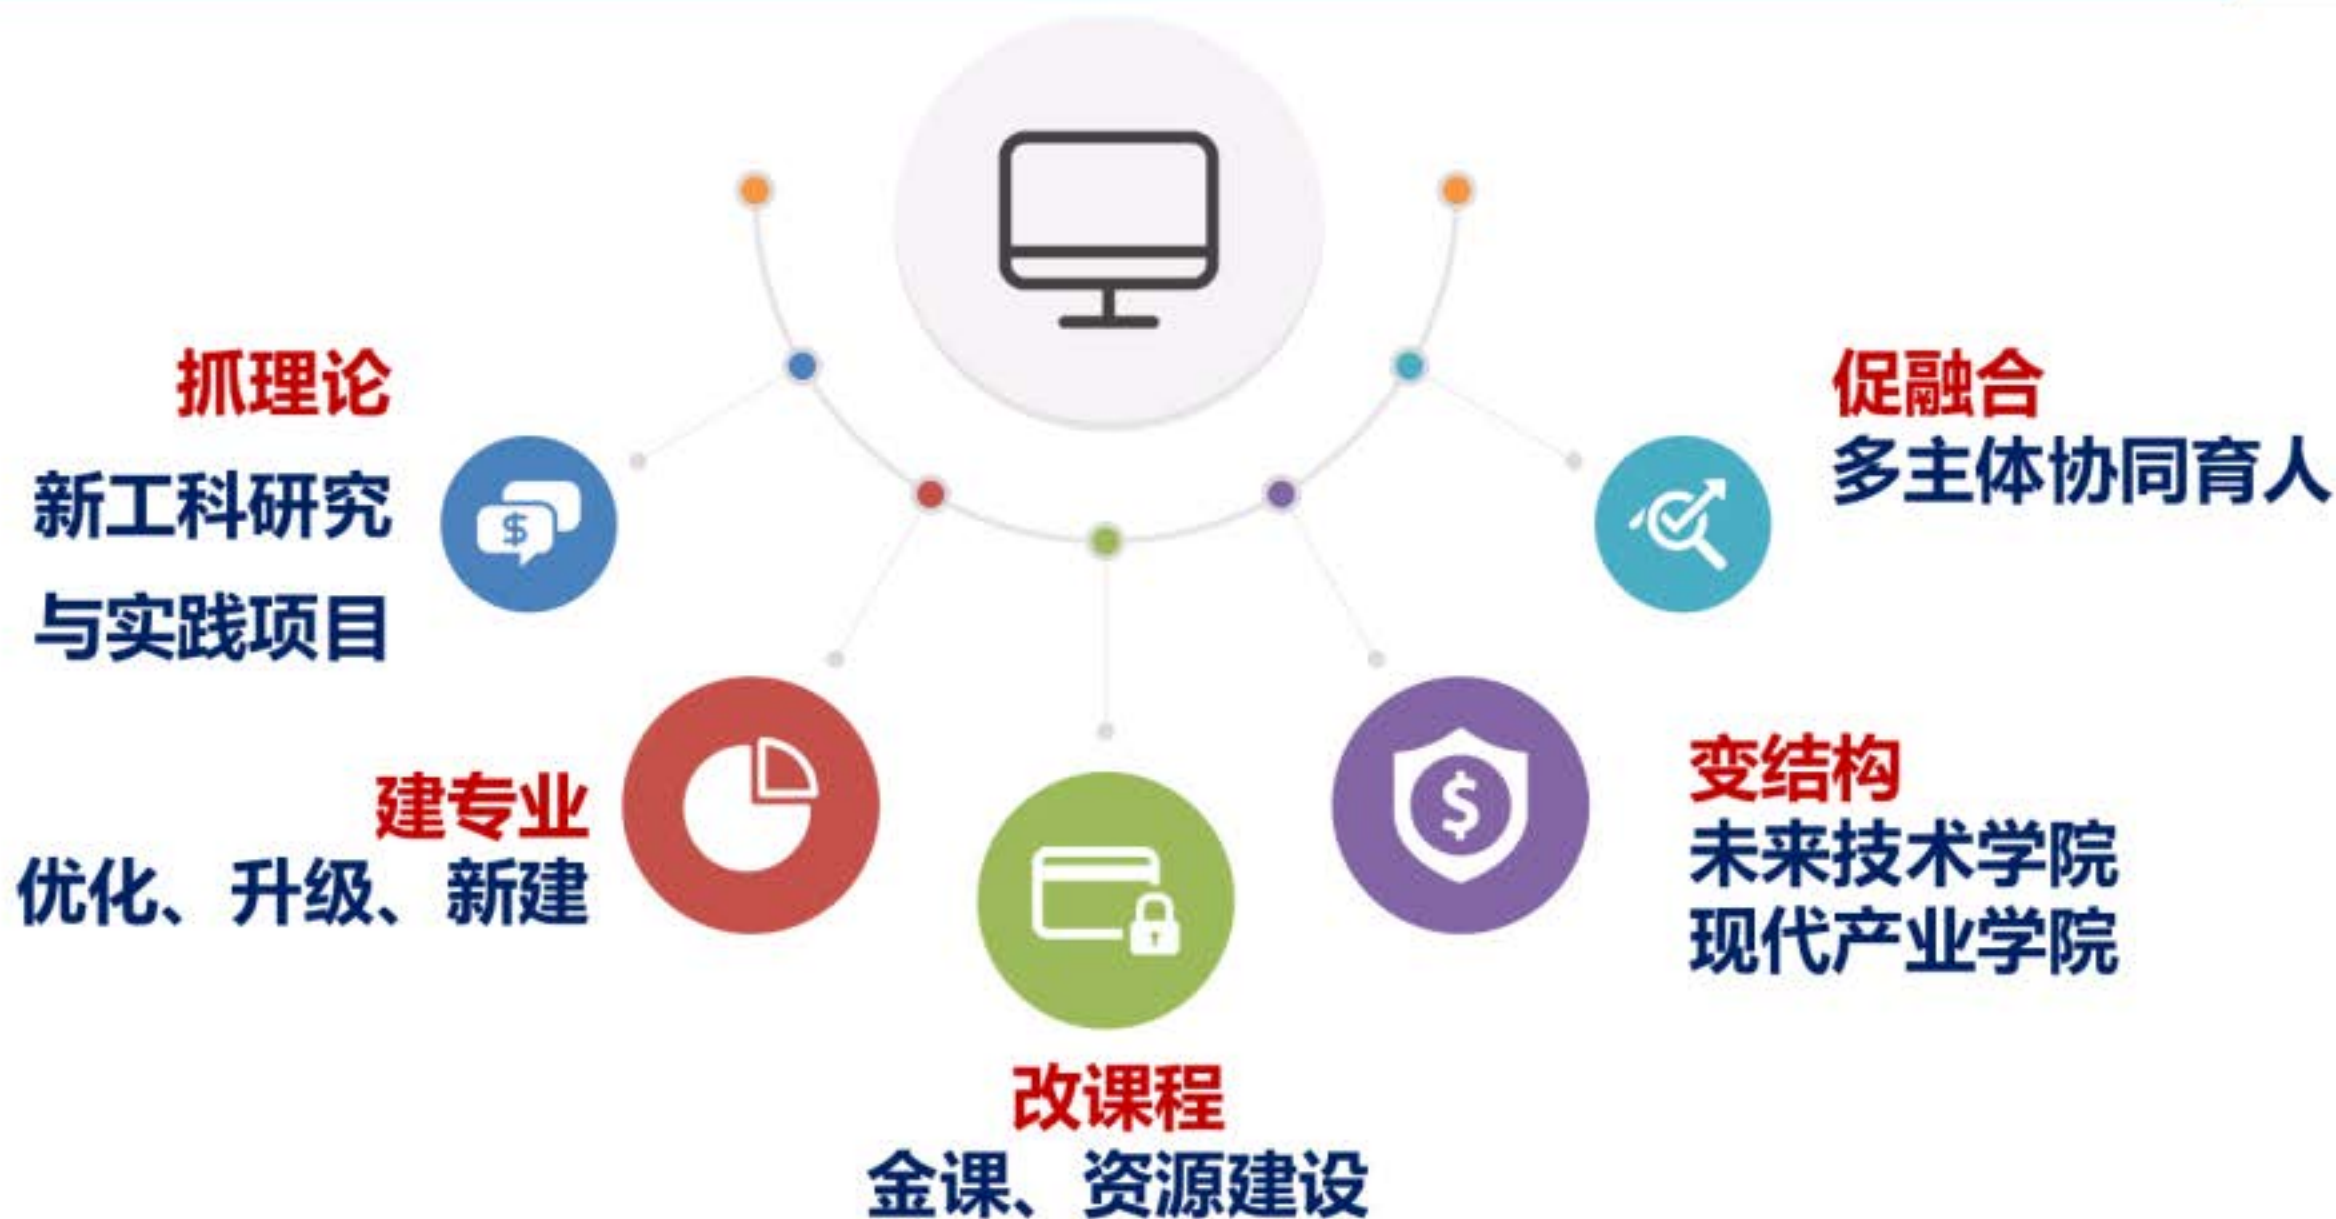 抓理论
新工科研究
与实践项目
建专业
优化、升级、新建
改课程
金课、资源建设
变结构
未来技术学院
现代产业学院
促融合
多主体协同育人
$
$